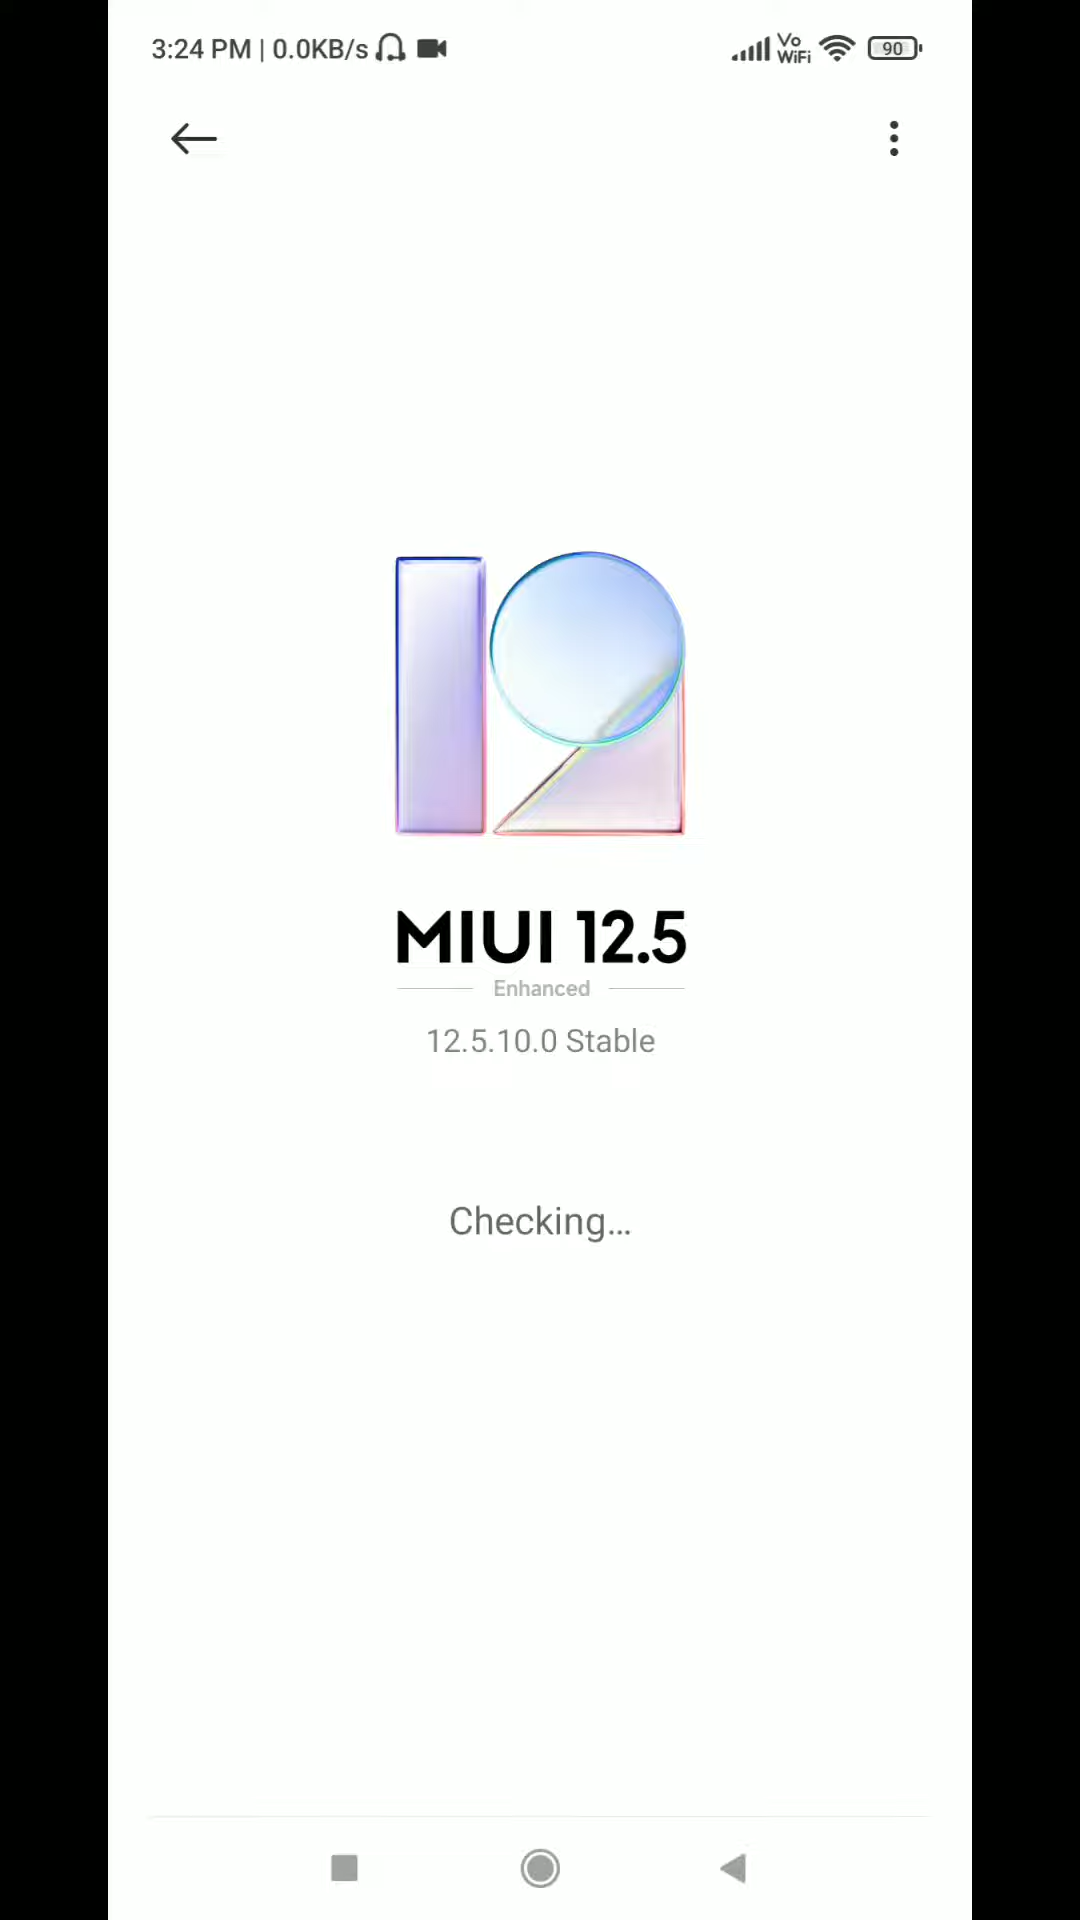 3:24 PM | 0.0KB/s Vo WiFi 90
MIUI 12.5
Enhanced
12.5.10.0 Stable
Checking...